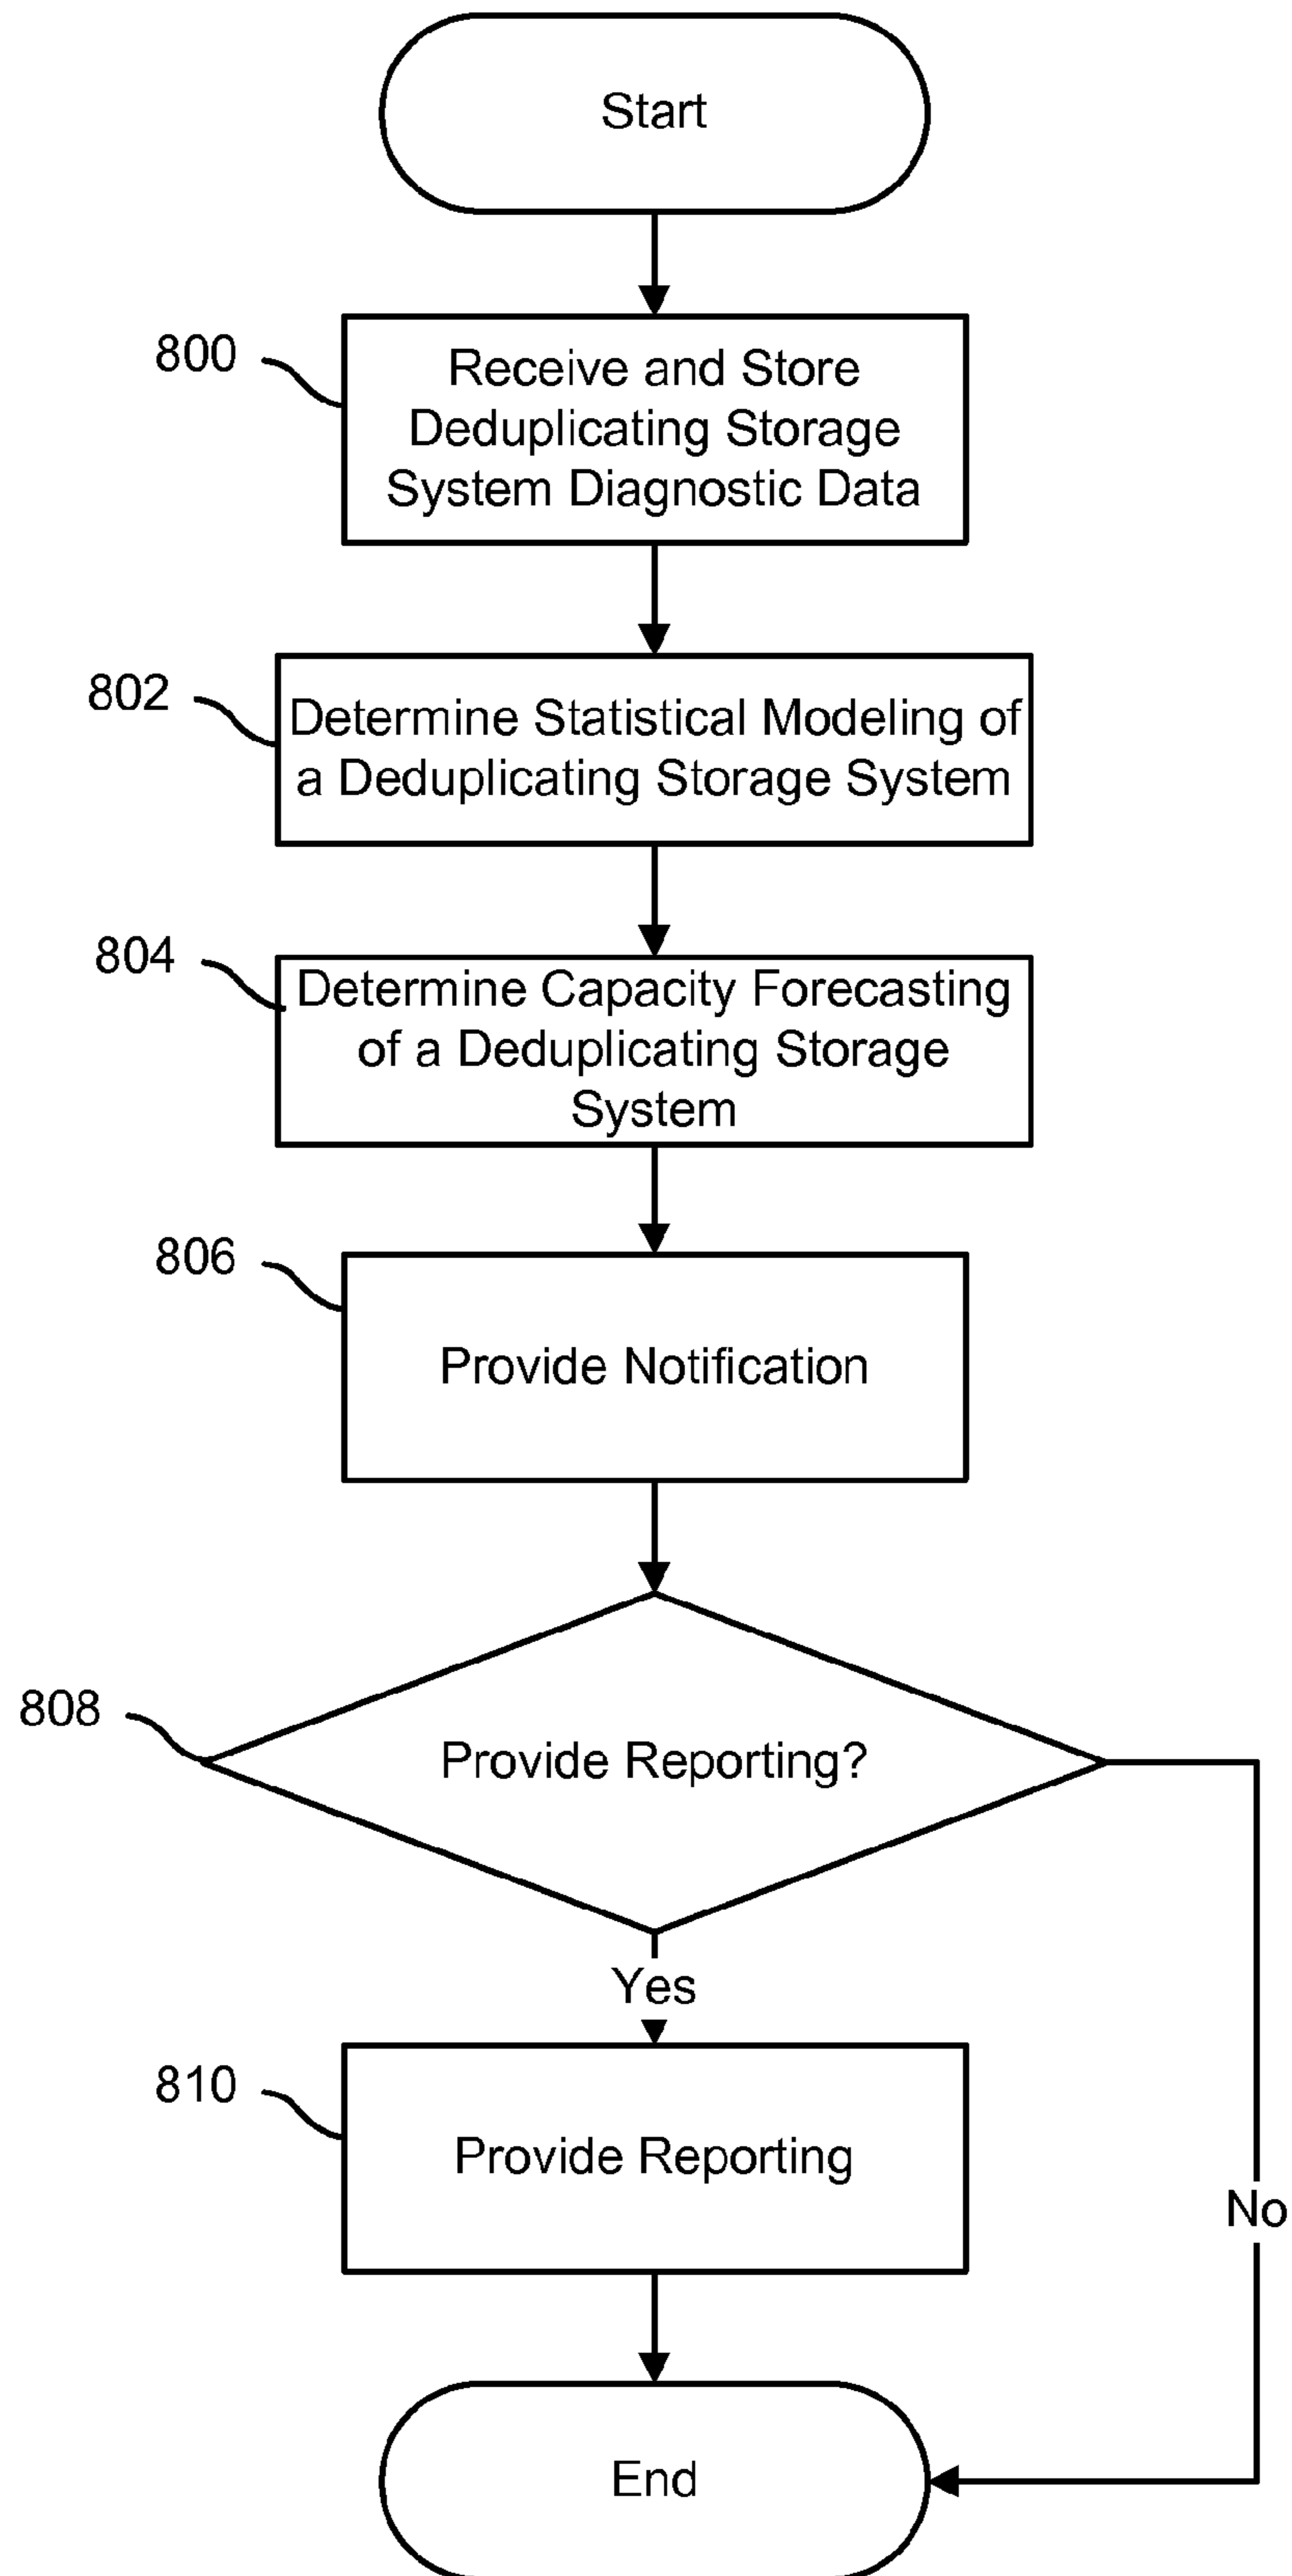 Start
800
Receive and Store
Deduplicating Storage
System Diagnostic Data
802
Determine Statistical Modeling of
a Deduplicating Storage System
804
Determine Capacity Forecasting
of a Deduplicating Storage
System
806
Provide Notification
808
Provide Reporting?
Yes
810
Provide Reporting
No
End